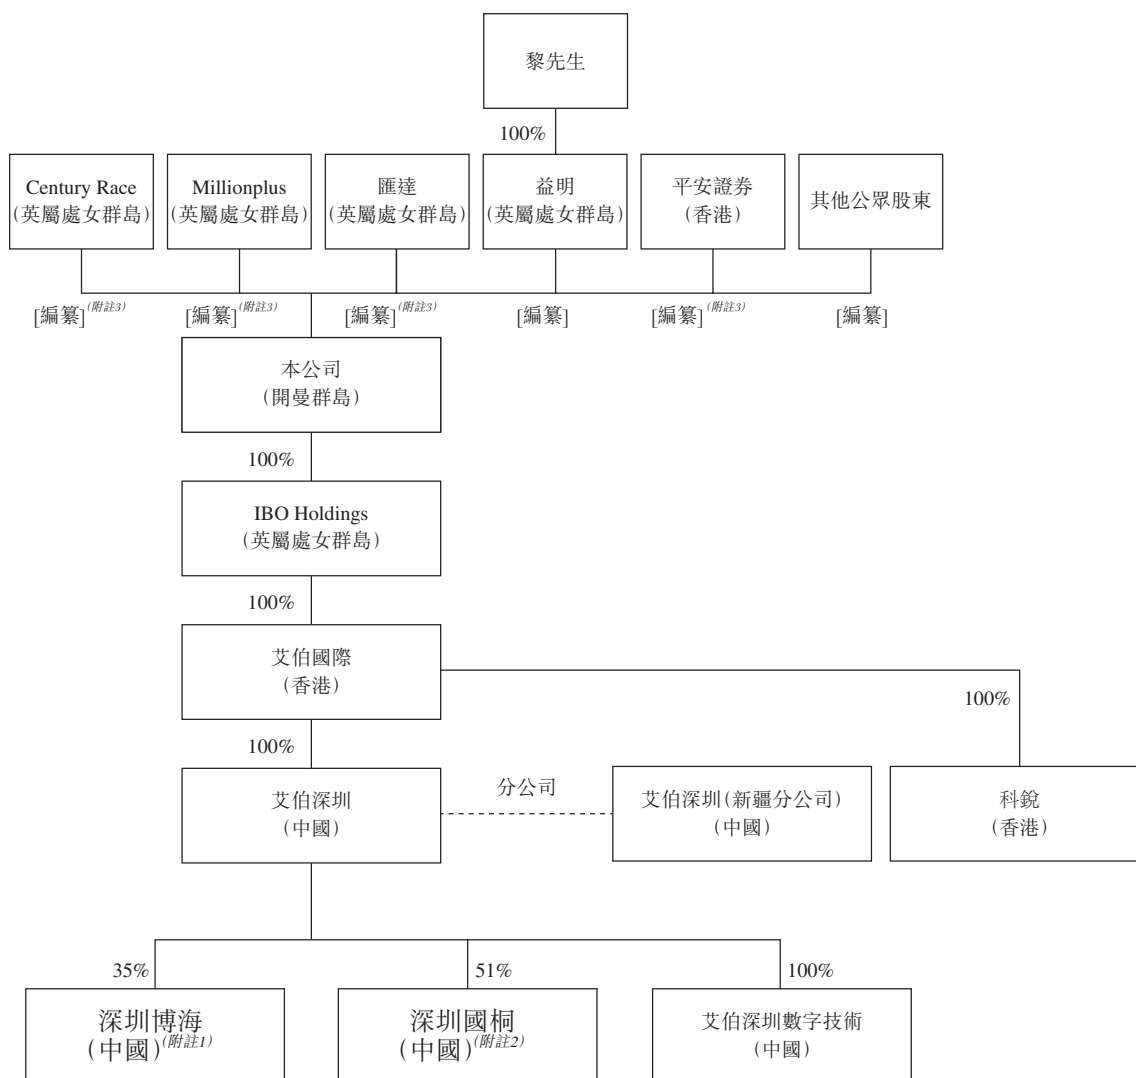 黎先生
100%
Century Race
(英屬處女群島)
Millionplus
(英屬處女群島)
匯達
(英屬處女群島)
益明
(英屬處女群島)
平安證券
(香港)
其他公眾股東
[編纂](附註3)
[編纂](附註3)
[編纂](附註3)
[編纂]
[編纂](附註3)
[編纂]
本公司
(開曼群島)
100%
IBO Holdings
(英屬處女群島)
100%
艾伯國際
(香港)
100%
100%
艾伯深圳
(中國)
分公司
艾伯深圳(新疆分公司)
(中國)
科銳
(香港)
35%
51%
100%
深圳博海
(中國)(附註1)
深圳國桐
(中國)(附註2)
艾伯深圳數字技術
(中國)